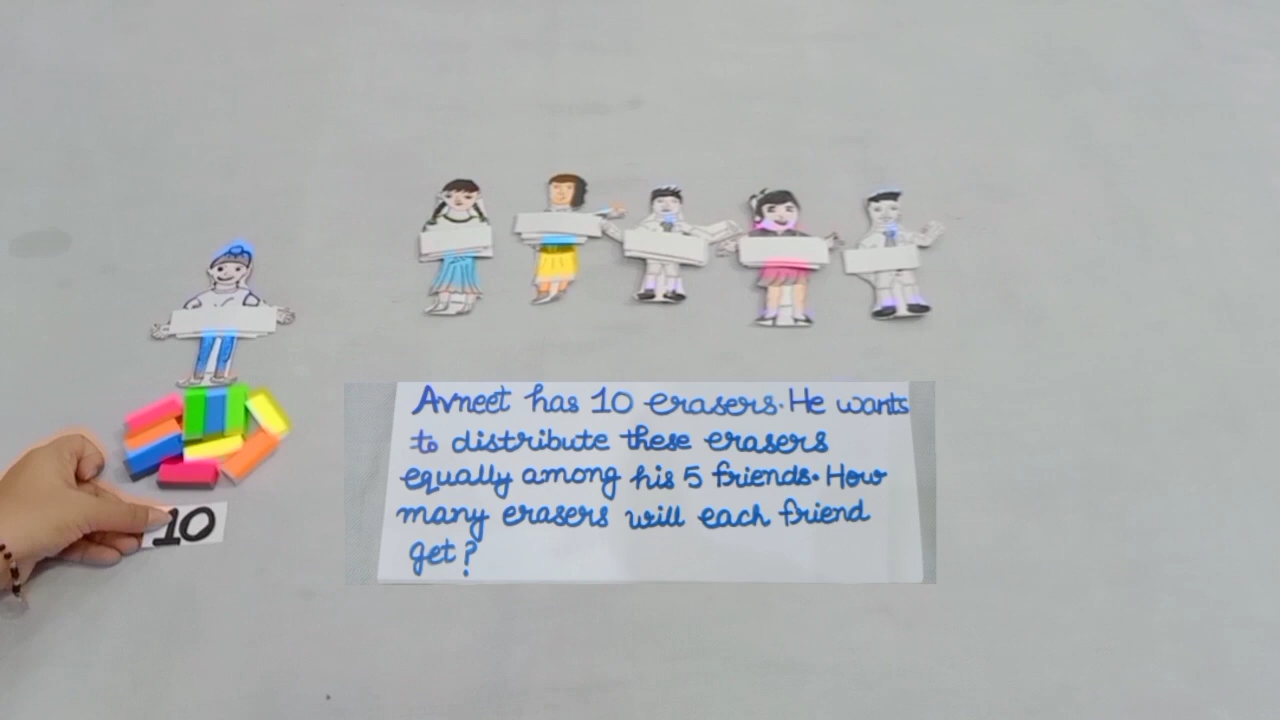 Avneet has 10 erasers. He wants
to distribute these erasers
equally among his 5 friends. How
many erasers will each friend
get?
10